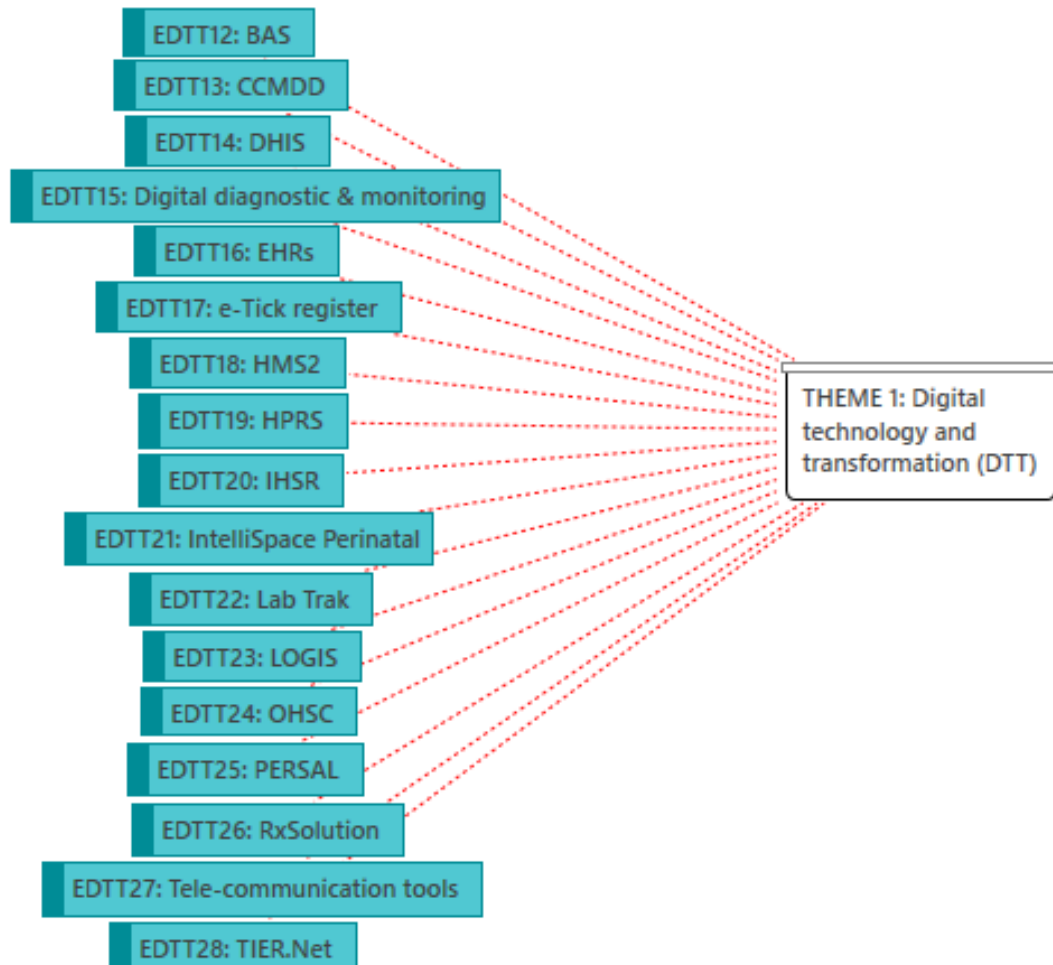 EDTT12: BAS
EDTT13: CCMDD
EDTT14: DHIS
EDTT15: Digital diagnostic & monitoring
EDTT16: EHRs
EDTT17: e-Tick register
EDTT18: HMS2
EDTT19: HPRS
EDTT20: IHSR
EDTT21: IntelliSpace Perinatal
EDTT22: Lab Trak
EDTT23: LOGIS
EDTT24: OHSC
EDTT25: PERSAL
EDTT26: RxSolution
EDTT27: Tele-communication tools
EDTT28: TIER.Net
THEME 1: Digital
technology and
transformation (DTT)